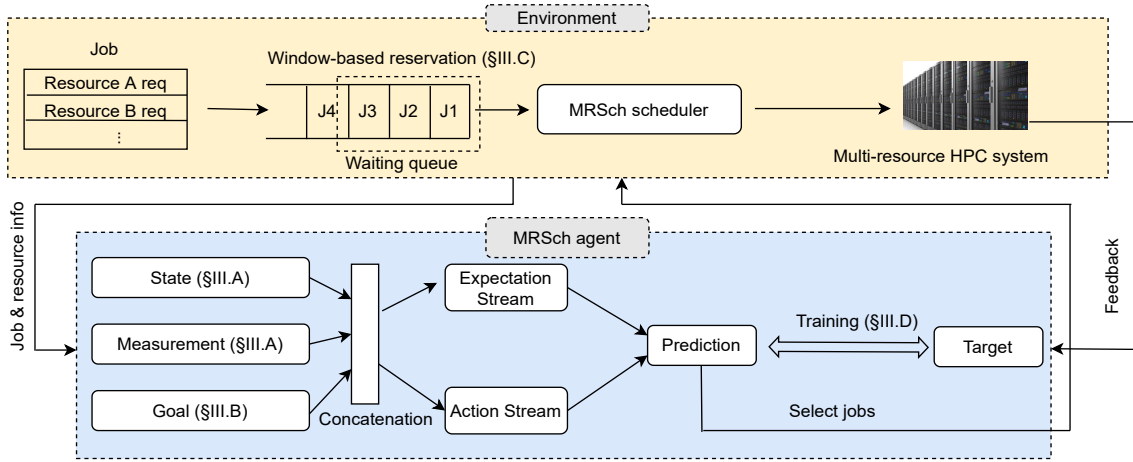 Environment
Job
Resource A req
Resource B req
⋮
Window-based reservation (§III.C)
J4
J3
J2
J1
Waiting queue
MRSch scheduler
Multi-resource HPC system
Job & resource info
Feedback
MRSch agent
State (§III.A)
Measurement (§III.A)
Goal (§III.B)
Concatenation
Expectation
Stream
Action Stream
Prediction
Training (§III.D)
Target
Select jobs